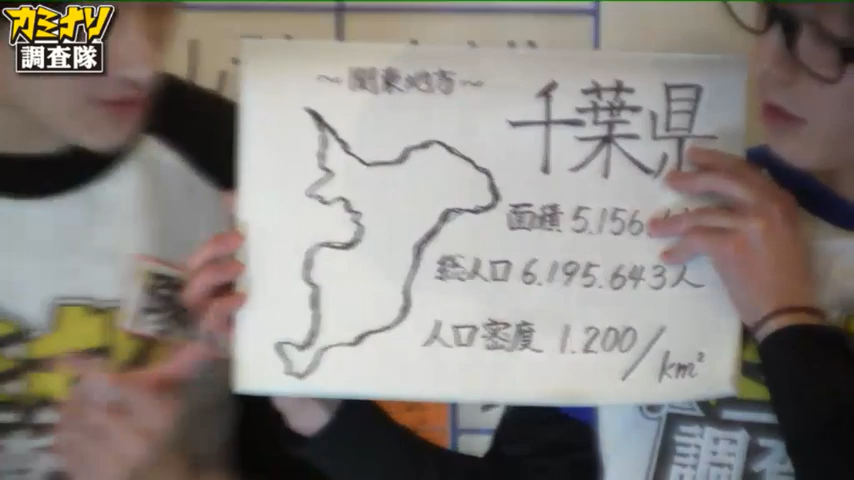 カミナリ
調査隊
～関東地方～
千葉県
面積 5.156.
総人口 6.195.643人
人口密度 1.200/km²
調査